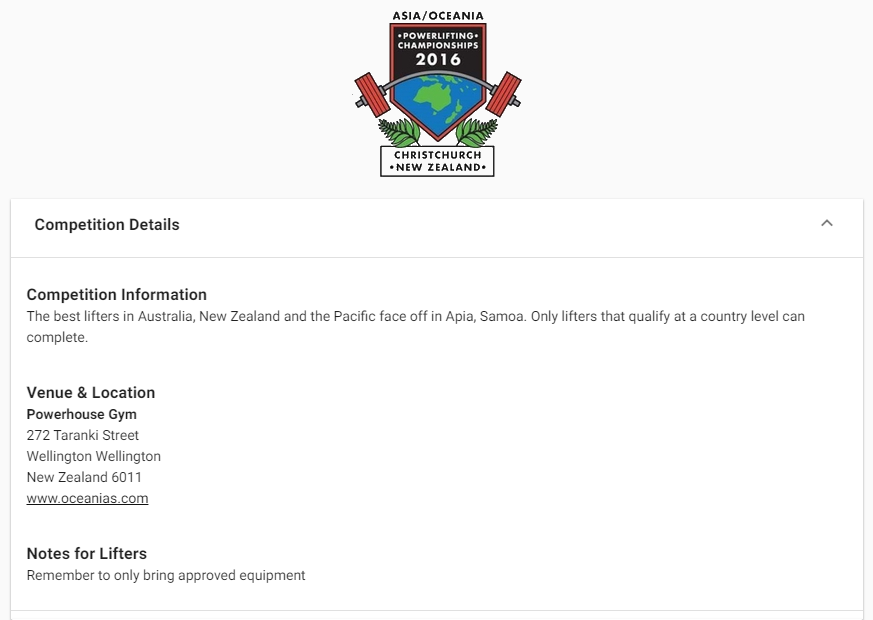 ASIA/OCEANIA
•POWERLIFTING•
CHAMPIONSHIPS
2016
CHRISTCHURCH
•NEW ZEALAND•
Competition Details
Competition Information
The best lifters in Australia, New Zealand and the Pacific face off in Apia, Samoa. Only lifters that qualify at a country level can
complete.
Venue & Location
Powerhouse Gym
272 Taranki Street
Wellington Wellington
New Zealand 6011
www.oceanias.com
Notes for Lifters
Remember to only bring approved equipment